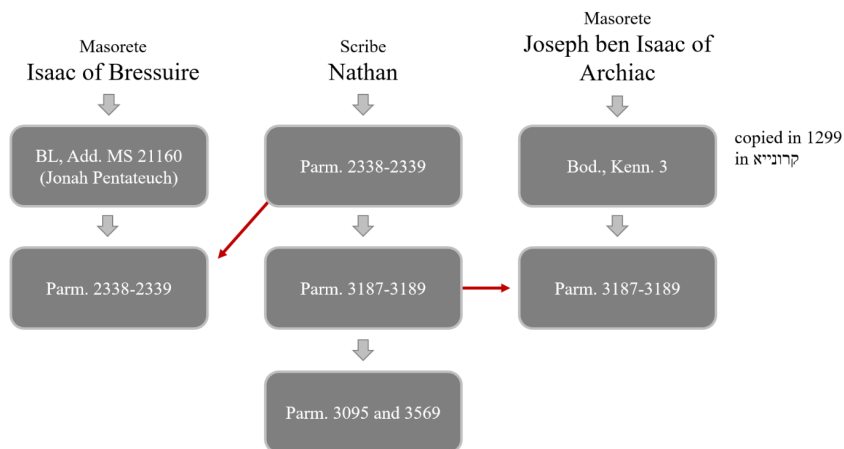 Masorete
Isaac of Bressuire
Scribe
Nathan
Masorete
Joseph ben Isaac of
Archiac
BL, Add. MS 21160
(Jonah Pentateuch)
Parm. 2338-2339
Bod., Kenn. 3
copied in 1299
in קרונייא
Parm. 2338-2339
Parm. 3187-3189
Parm. 3187-3189
Parm. 3095 and 3569